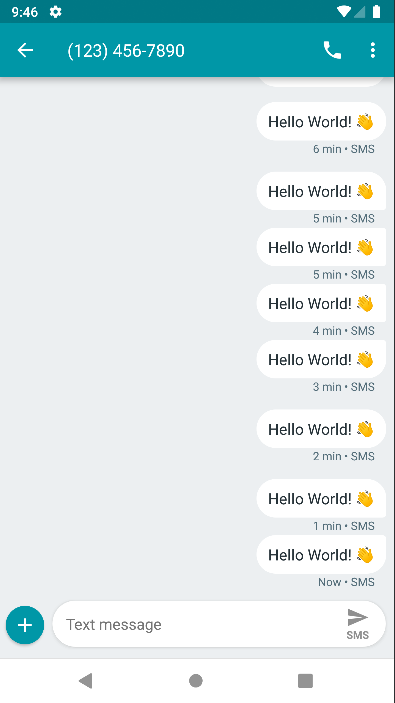 9:46
(123) 456-7890
Hello World! 👋
6 min • SMS
Hello World! 👋
5 min • SMS
Hello World! 👋
5 min • SMS
Hello World! 👋
4 min • SMS
Hello World! 👋
3 min • SMS
Hello World! 👋
2 min • SMS
Hello World! 👋
1 min • SMS
Hello World! 👋
Now • SMS
Text message
SMS